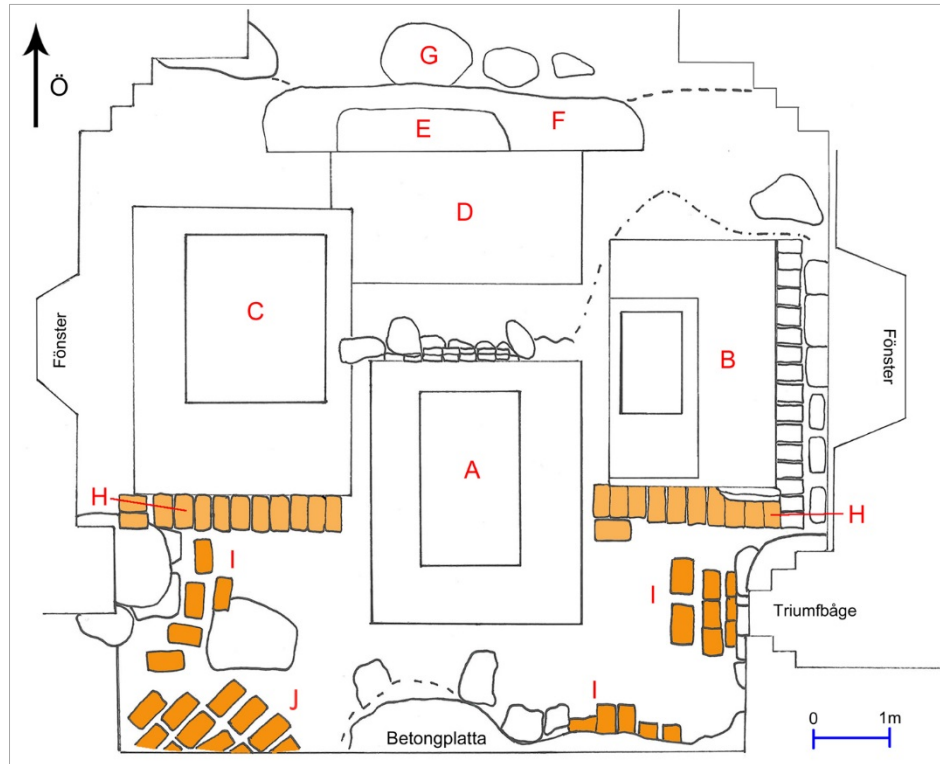 Ö
G
E
F
D
C
B
Fönster
Fönster
A
H
H
I
I
Triumfbåge
J
I
Betongplatta
0 1m